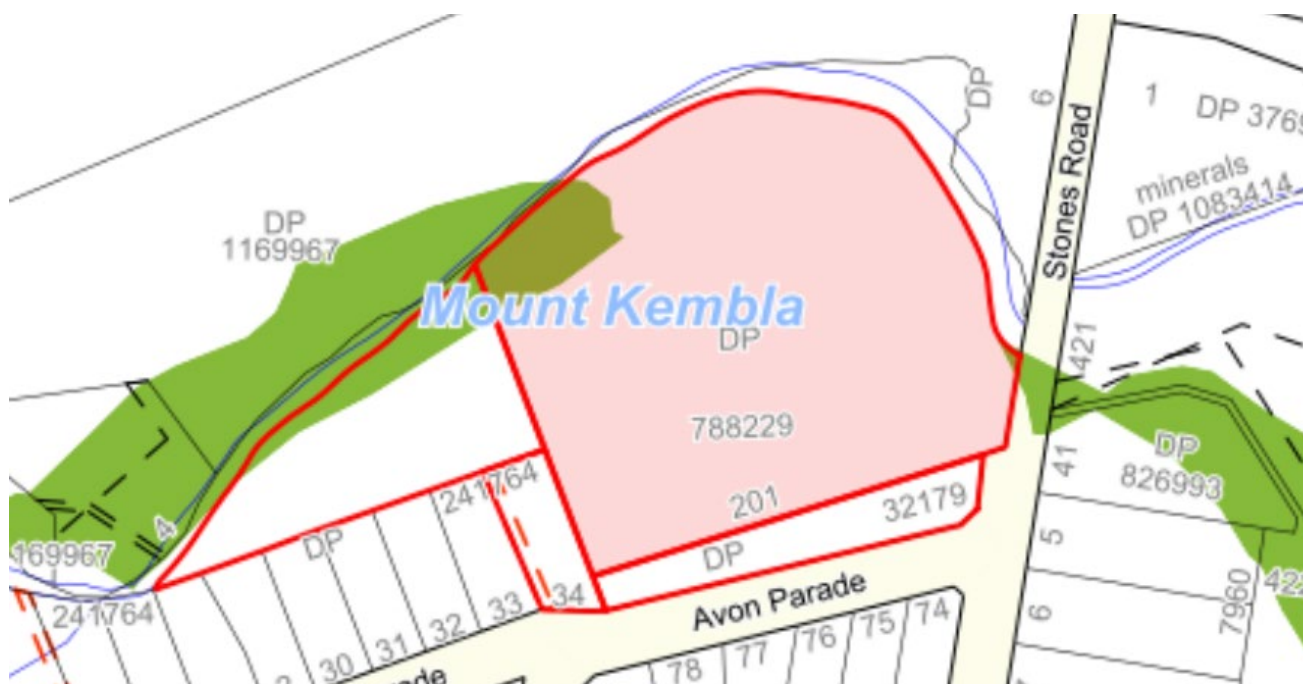 DP
6
1
DP 3769
Stones Road
minerals
DP 1083414
DP
1169967
Mount Kembla
DP
421
788229
DP
826993
41
241764
201
32179
DP
DP
4
169967
5
34
Avon Parade
241764
33
32
31
30
74
75
76
77
78
6
7960
422